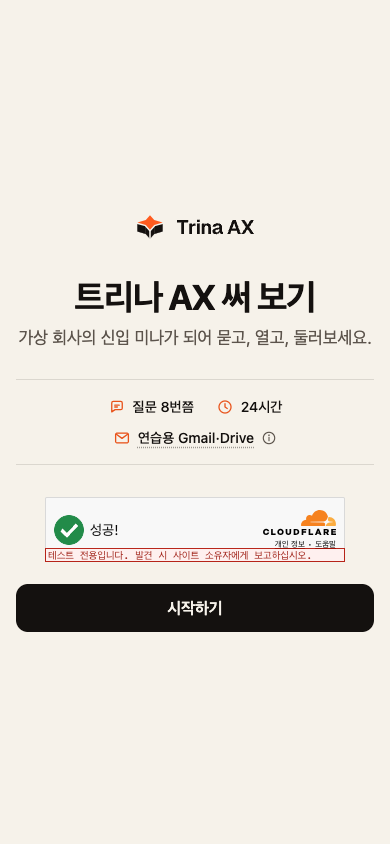 Trina AX
트리나 AX 써 보기
가상 회사의 신입 미나가 되어 묻고, 열고, 둘러보세요.
질문 8번쯤 24시간
연습용 Gmail·Drive
성공!
CLOUDFLARE
개인 정보 · 도움말
테스트 전용입니다. 발견 시 사이트 소유자에게 보고하십시오.
시작하기